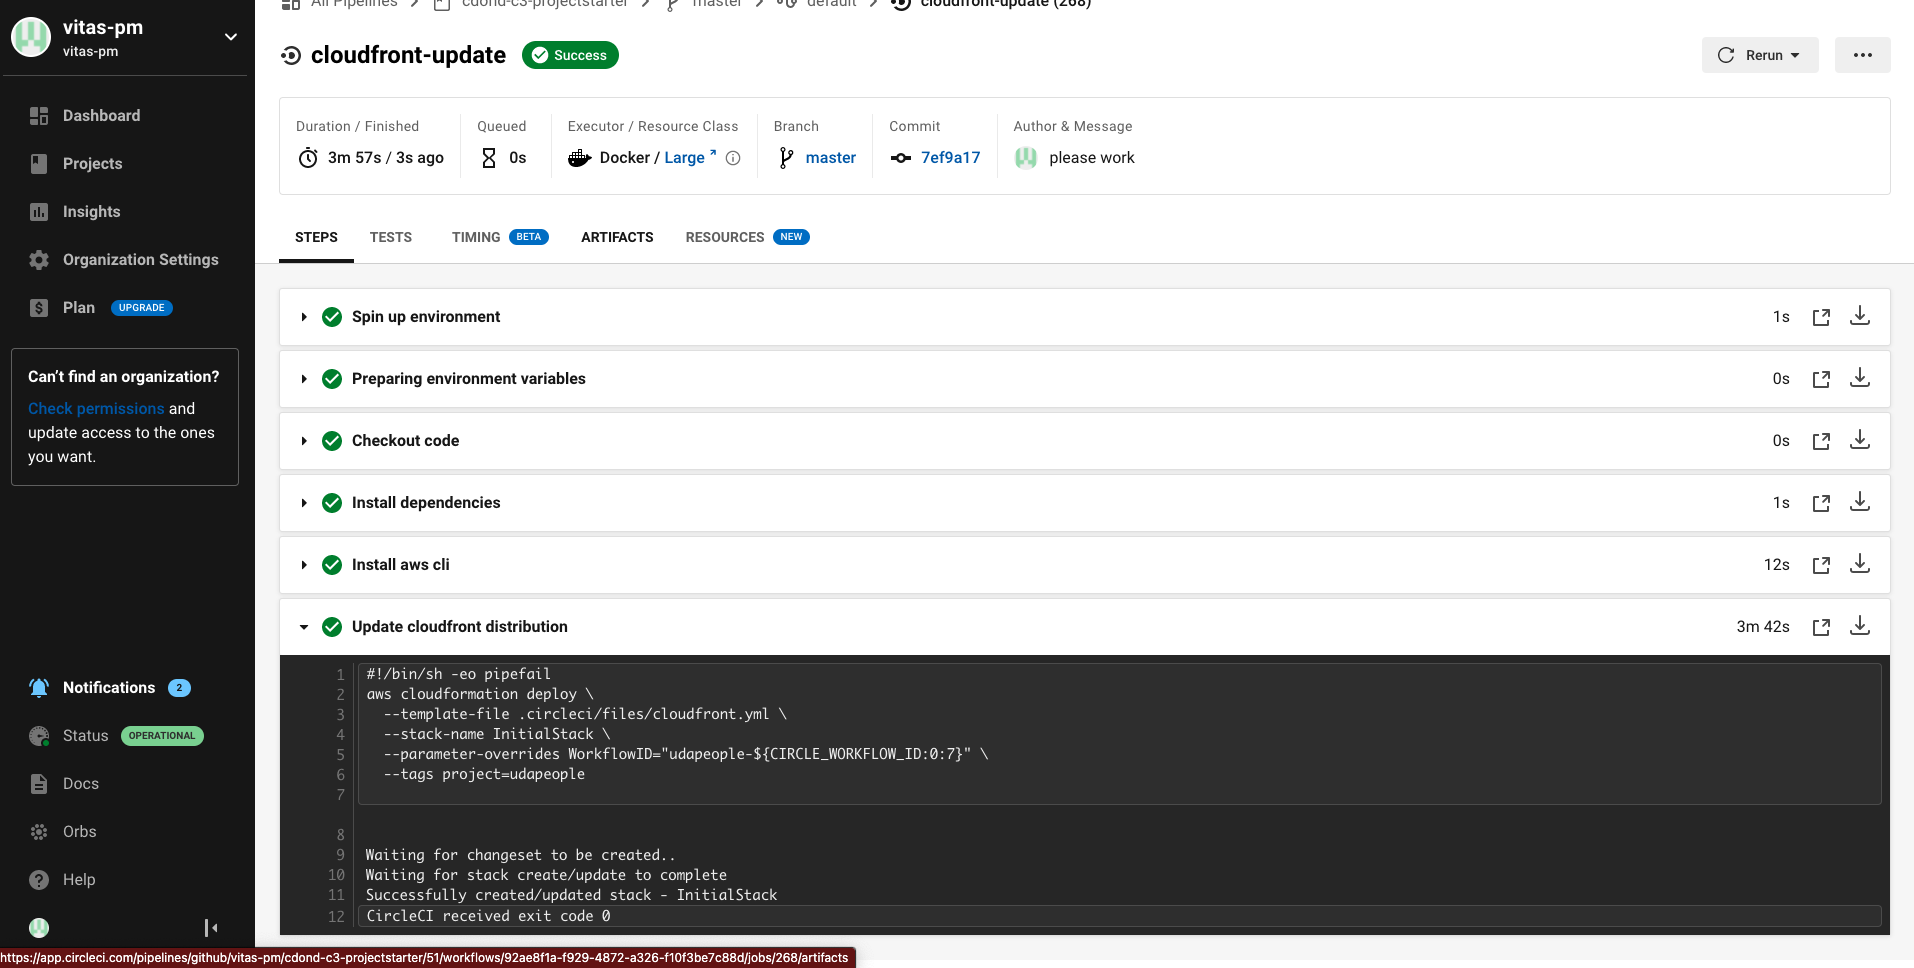 vitas-pm
vitas-pm
Dashboard
Projects
Insights
Organization Settings
Plan UPGRADE
Can't find an organization?
Check permissions and
update access to the ones
you want.
Notifications 2
Status OPERATIONAL
Docs
Orbs
Help
All Pipelines cdond-c3-projectstarter master default cloudfront-update (268)
cloudfront-update Success
Rerun
Duration / Finished
3m 57s / 3s ago
Queued
0s
Executor / Resource Class
Docker / Large
Branch
master
Commit
7ef9a17
Author & Message
please work
STEPS TESTS TIMING BETA ARTIFACTS RESOURCES NEW
Spin up environment 1s
Preparing environment variables 0s
Checkout code 0s
Install dependencies 1s
Install aws cli 12s
Update cloudfront distribution 3m 42s
1 #!/bin/sh -eo pipefail
2 aws cloudformation deploy \
3 --template-file .circleci/files/cloudfront.yml \
4 --stack-name InitialStack \
5 --parameter-overrides WorkflowID="udapeople-${CIRCLE_WORKFLOW_ID:0:7}" \
6 --tags project=udapeople
7
8
9 Waiting for changeset to be created..
10 Waiting for stack create/update to complete
11 Successfully created/updated stack - InitialStack
12 CircleCI received exit code 0
https://app.circleci.com/pipelines/github/vitas-pm/cdond-c3-projectstarter/51/workflows/92ae8f1a-f929-4872-a326-f10f3be7c88d/jobs/268/artifacts